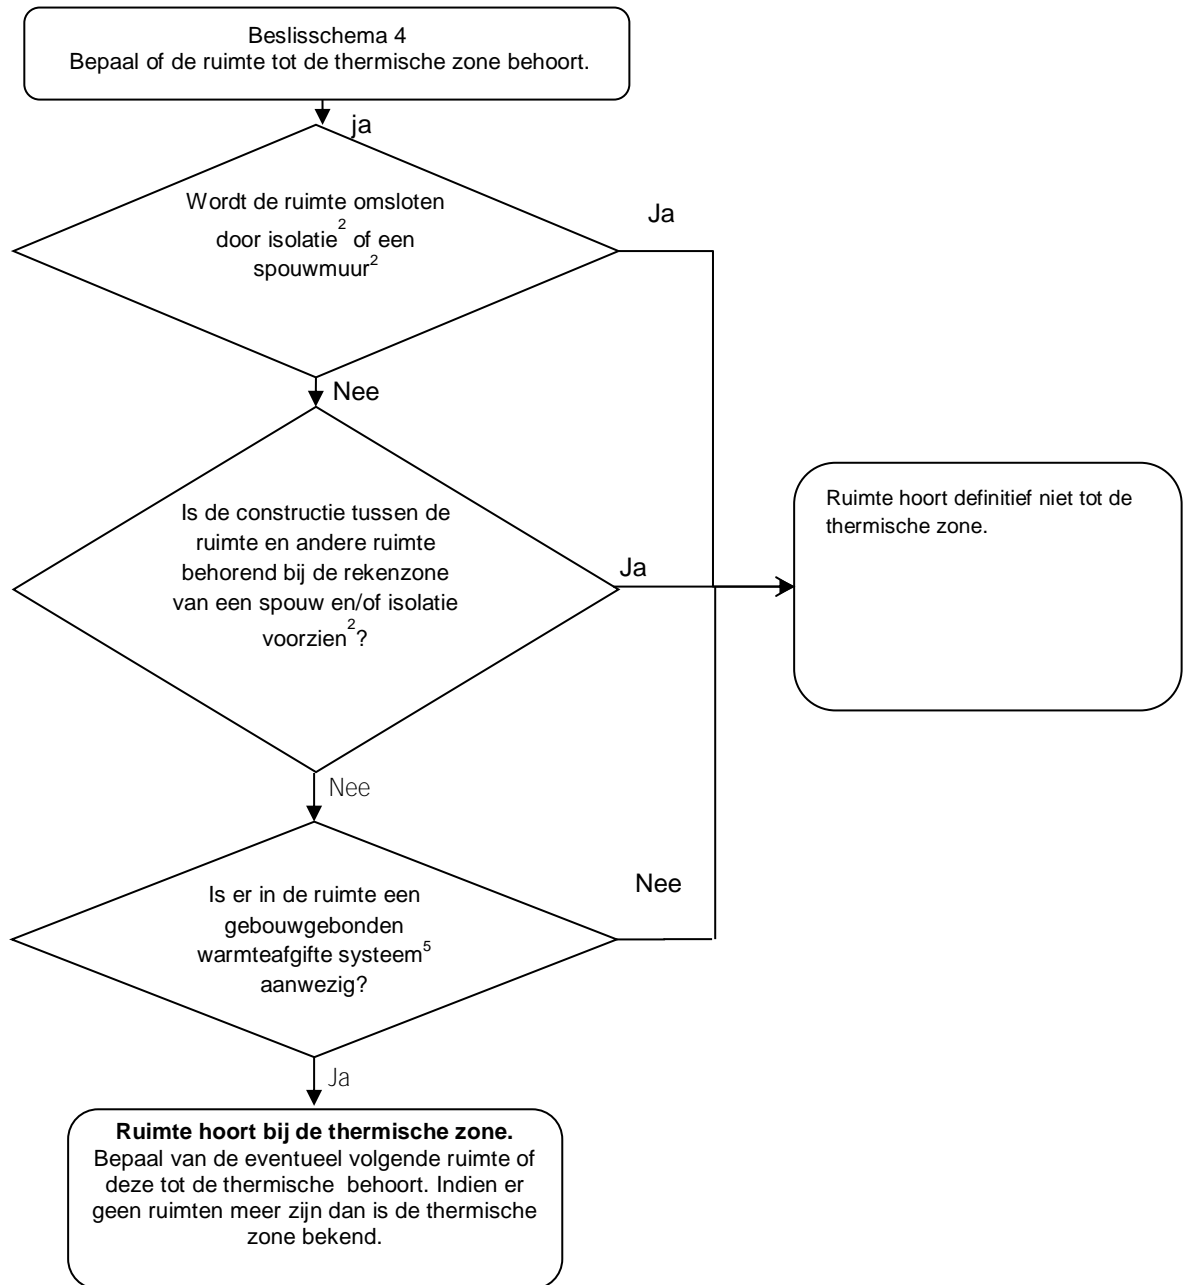 Beslisschema 4
Bepaal of de ruimte tot de thermische zone behoort.
ja
Wordt de ruimte omsloten
door isolatie² of een
spouwmuur²
Ja
Nee
Is de constructie tussen de
ruimte en andere ruimte
behorend bij de rekenzone
van een spouw en/of isolatie
voorzien²?
Ja
Ruimte hoort definitief niet tot de
thermische zone.
Nee
Is er in de ruimte een
gebouwgebonden
warmteafgifte systeem⁵
aanwezig?
Nee
Ja
Ruimte hoort bij de thermische zone.
Bepaal van de eventueel volgende ruimte of
deze tot de thermische behoort. Indien er
geen ruimten meer zijn dan is de thermische
zone bekend.